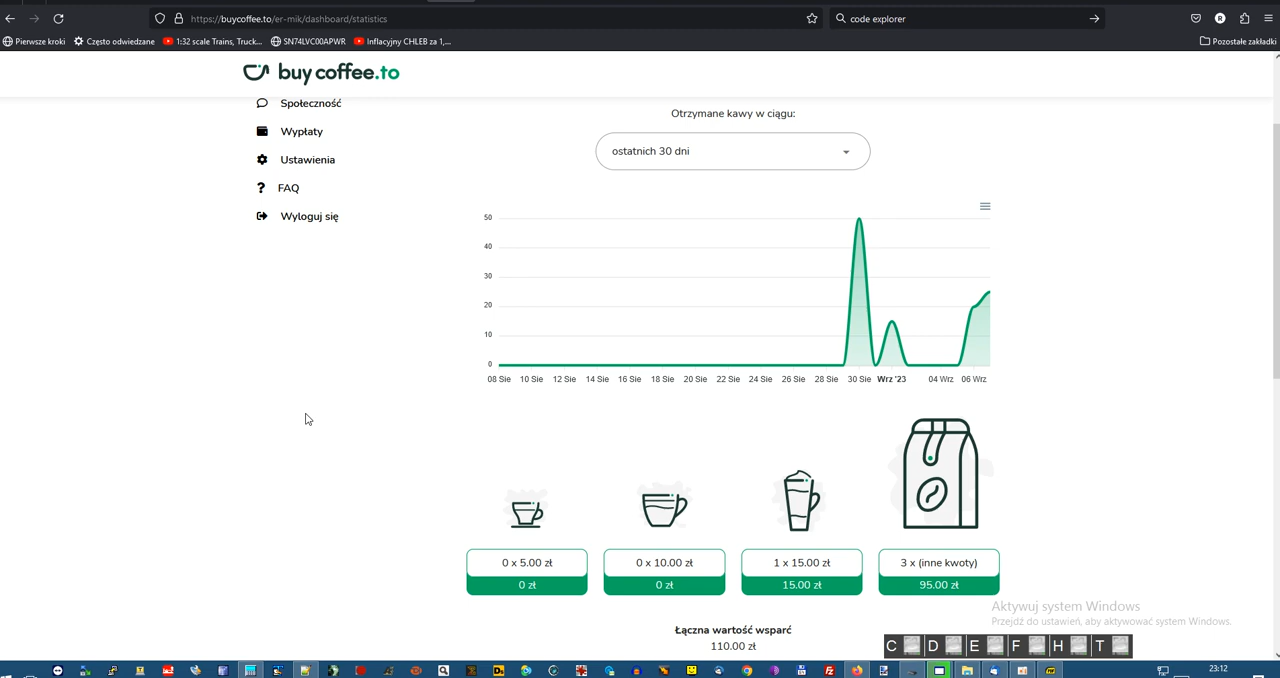 https://buycoffee.to/er-mik/dashboard/statistics
code explorer
Pierwsze kroki
Często odwiedzane
1:32 scale Trains, Truck...
SN74LVC00APWR
Inflacyjny CHLEB za 1,...
Pozostałe zakładki
buycoffee.to
Społeczność
Wypłaty
Ustawienia
FAQ
Wyloguj się
Otrzymane kawy w ciągu:
ostatnich 30 dni
50
40
30
20
10
0
08 Sie 10 Sie 12 Sie 14 Sie 16 Sie 18 Sie 20 Sie 22 Sie 24 Sie 26 Sie 28 Sie 30 Sie Wrz '23 04 Wrz 06 Wrz
0 x 5.00 zł
0 zł
0 x 10.00 zł
0 zł
1 x 15.00 zł
15.00 zł
3 x (inne kwoty)
95.00 zł
Łączna wartość wsparć
110.00 zł
Aktywuj system Windows
Przejdź do ustawień, aby aktywować system Windows.
C D E F H T
23:12